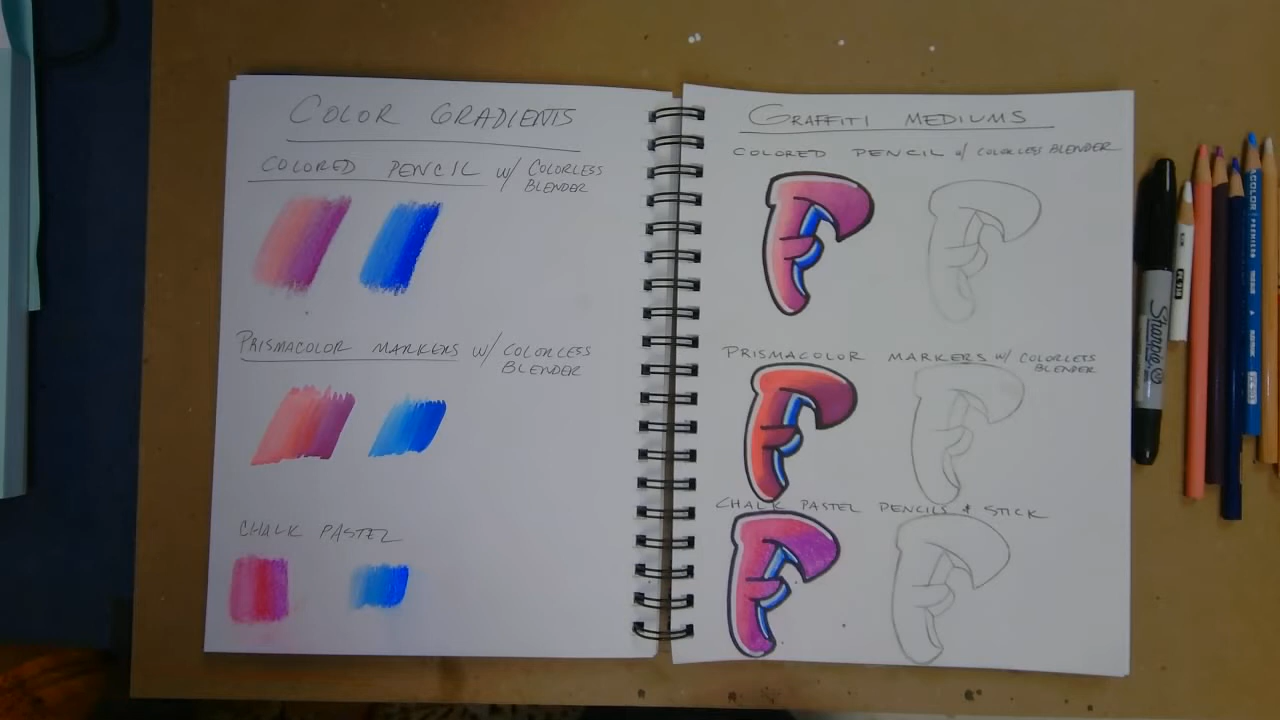 COLOR GRADIENTS
COLORED PENCIL w/ COLORLESS
BLENDER
PRISMACOLOR MARKERS W/ COLORLESS
BLENDER
CHALK PASTEL
GRAFFITI MEDIUMS
COLORED PENCIL w/ COLORLESS BLENDER
PRISMACOLOR MARKERS W/ COLORLESS
BLENDER
CHALK PASTEL PENCILS & STICK
Sharpie